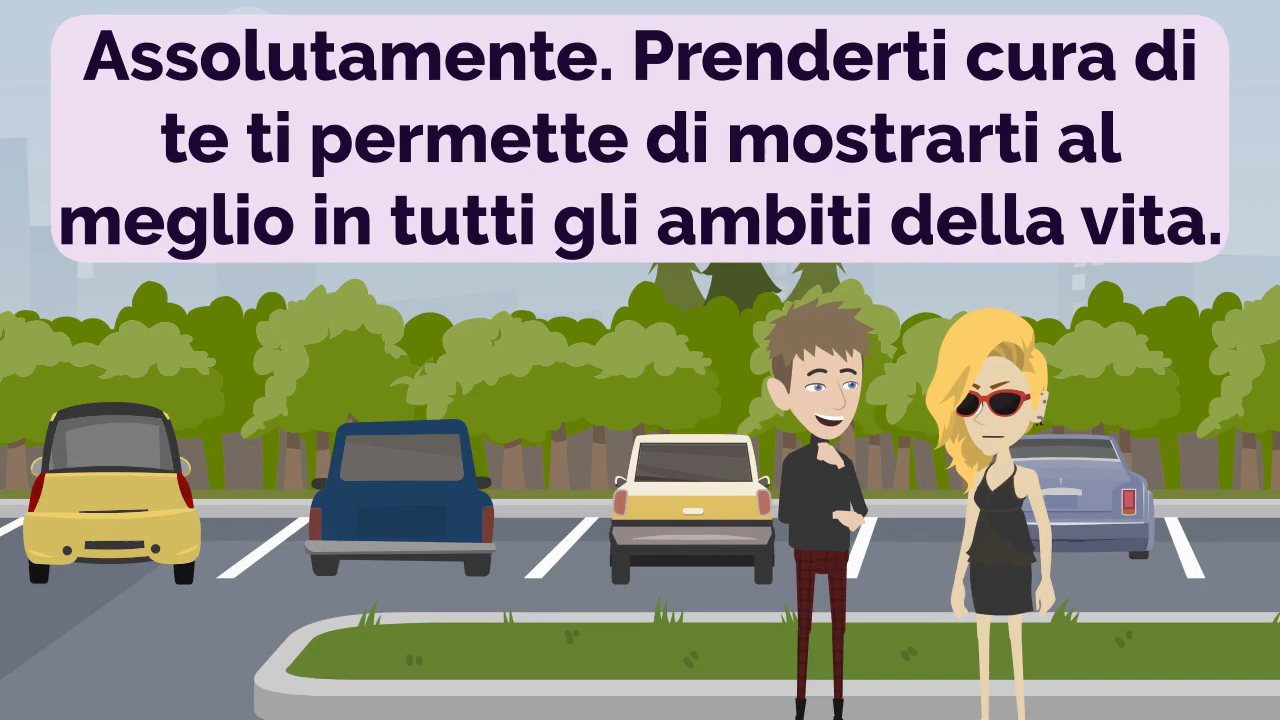 Assolutamente. Prenderti cura di
te ti permette di mostrarti al
meglio in tutti gli ambiti della vita.